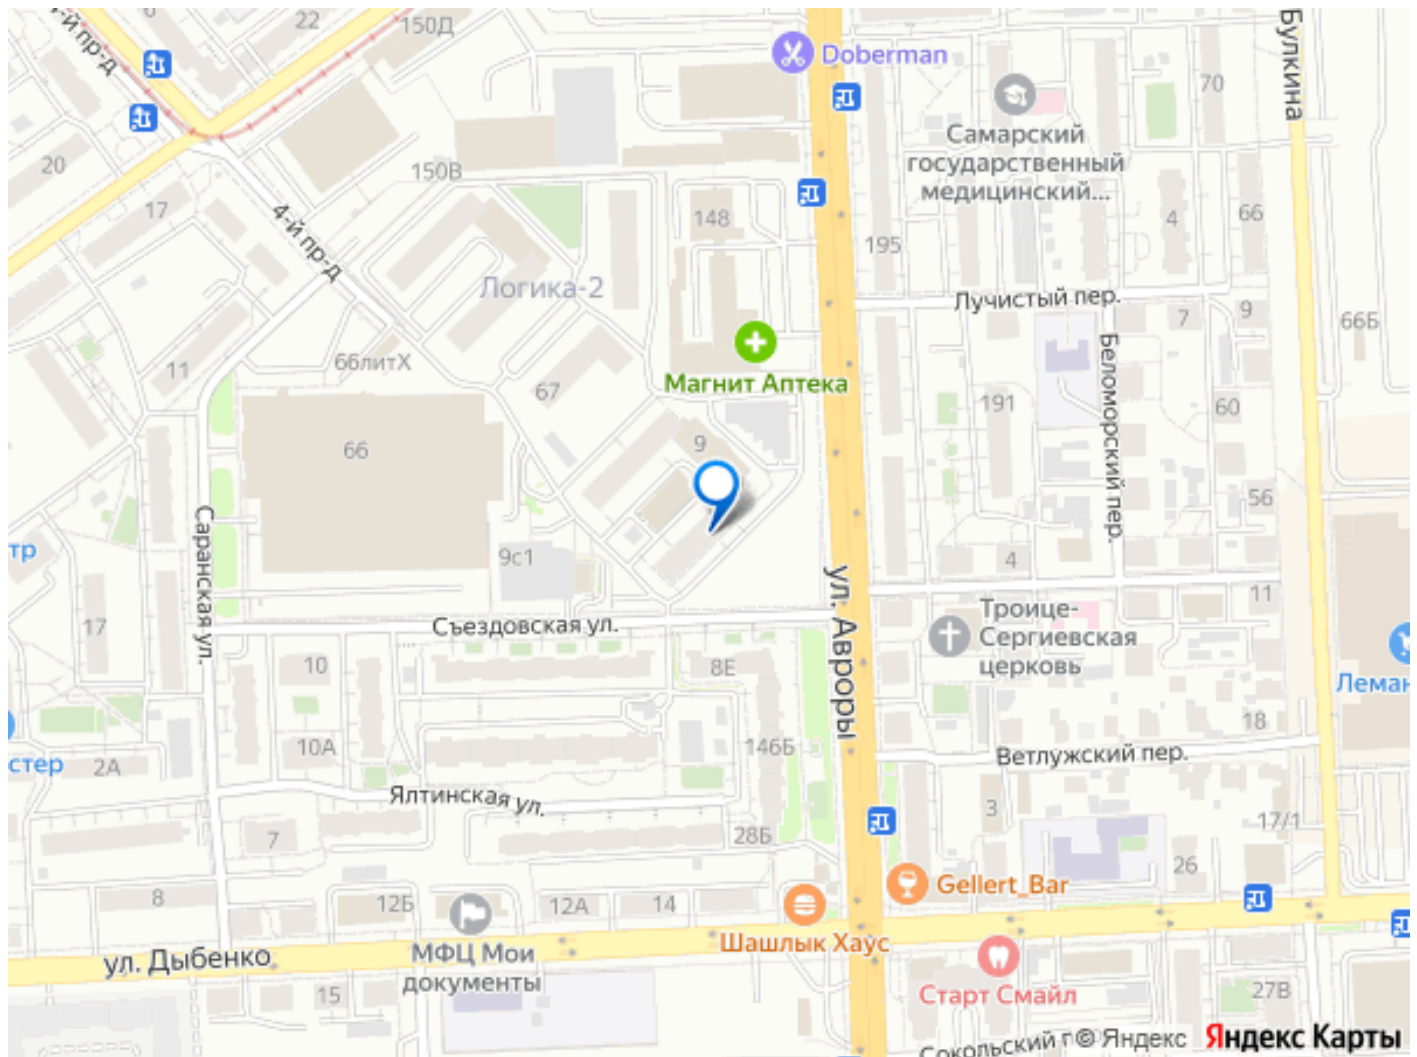 4-й пр-д
6
22
150Д
Doberman
Булкина
70
Самарский
государственный
медицинский...
20
17
150В
4-й пр-д
148
195
4
66
Логика-2
Лучистый пер.
7
9
66Б
11
66литХ
67
Магнит Аптека
191
Беломорский пер.
60
66
9
56
Саранская ул.
тр
9с1
4
11
ул. Авроры
17
Съездовская ул.
Троице-
Сергиевская
церковь
10
8Е
Леман
стер
2А
10А
146Б
18
Ветлужский пер.
Ялтинская ул.
7
28Б
3
17/1
26
8
12Б
12А
14
Gellert_Bar
Шашлык Хаус
ул. Дыбенко
МФЦ Мои
документы
15
Старт Смайл
27В
Сокольский п
© Яндекс Яндекс Карты